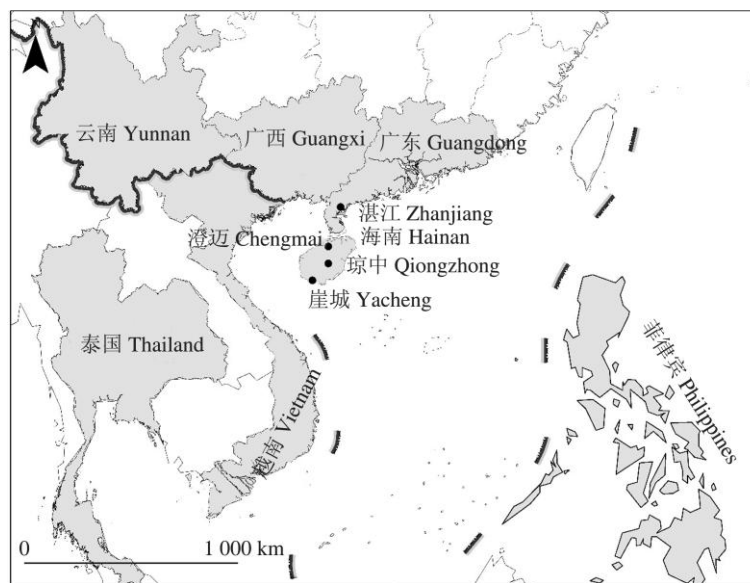 云南 Yunnan
广西 Guangxi
广东 Guangdong
湛江 Zhanjiang
澄迈 Chengmai
海南 Hainan
琼中 Qiongzhong
崖城 Yacheng
泰国 Thailand
越南 Vietnam
菲律宾 Philippines
0 1 000 km